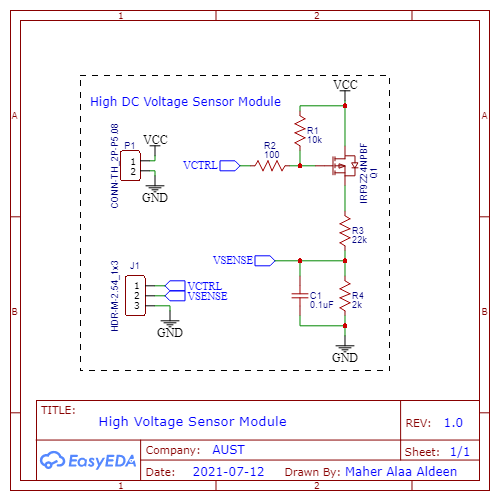 1
2
A
A
B
B
High DC Voltage Sensor Module
VCC
R1
10k
P1
CONN-TH_2P-P5.08
1
2
VCC
GND
R2
100
VCTRL
IRF9Z24NPBF
Q1
R3
22k
VSENSE
J1
HDR-M-2.54_1x3
1
2
3
VCTRL
VSENSE
GND
C1
0.1uF
R4
2k
GND
TITLE:
High Voltage Sensor Module
REV: 1.0
EasyEDA
Company: AUST
Sheet: 1/1
Date: 2021-07-12 Drawn By: Maher Alaa Aldeen
1
2